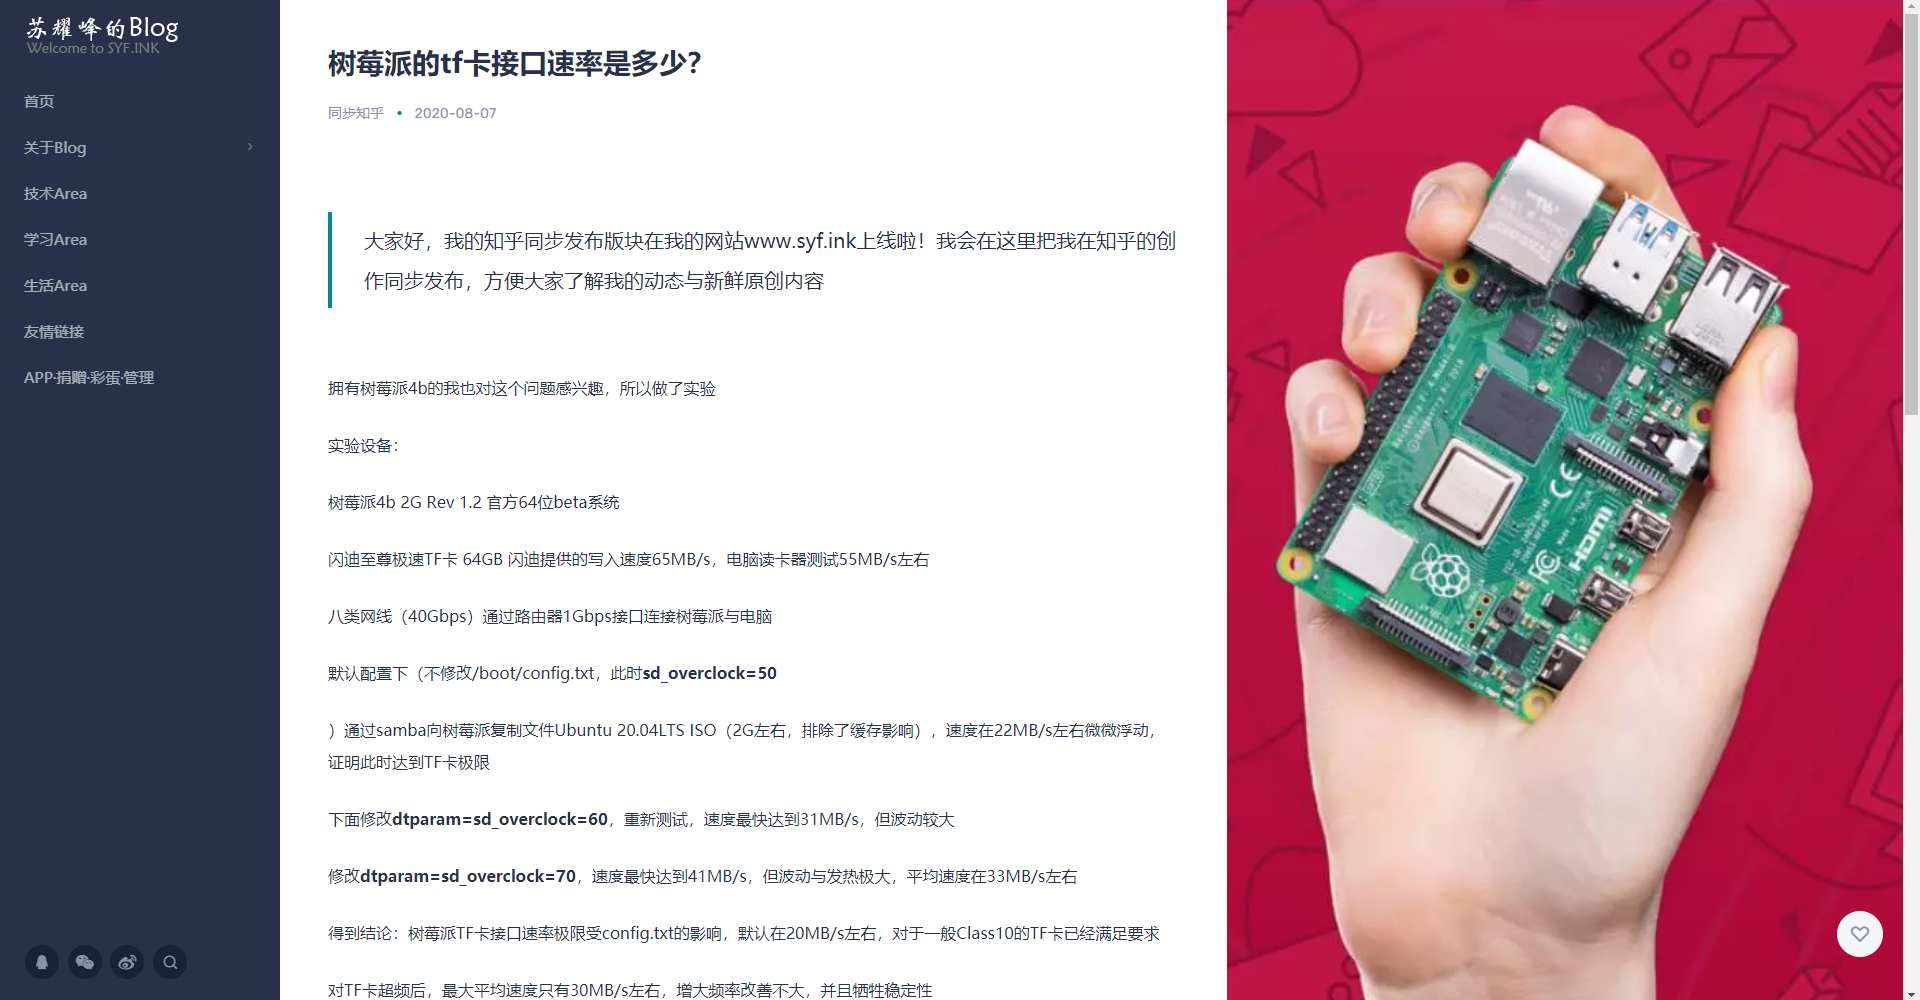 苏耀峰的Blog
Welcome to SYF.INK
首页
关于Blog
技术Area
学习Area
生活Area
友情链接
APP·捐赠·彩蛋·管理
树莓派的tf卡接口速率是多少？
同步知乎 • 2020-08-07
大家好，我的知乎同步发布版块在我的网站www.syf.ink上线啦！我会在这里把我在知乎的创
作同步发布，方便大家了解我的动态与新鲜原创内容
拥有树莓派4b的我也对这个问题感兴趣，所以做了实验
实验设备：
树莓派4b 2G Rev 1.2 官方64位beta系统
闪迪至尊极速TF卡 64GB 闪迪提供的写入速度65MB/s，电脑读卡器测试55MB/s左右
八类网线（40Gbps）通过路由器1Gbps接口连接树莓派与电脑
默认配置下（不修改/boot/config.txt，此时sd_overclock=50
）通过samba向树莓派复制文件Ubuntu 20.04LTS ISO（2G左右，排除了缓存影响），速度在22MB/s左右微微浮动，
证明此时达到TF卡极限
下面修改dtparam=sd_overclock=60，重新测试，速度最快达到31MB/s，但波动较大
修改dtparam=sd_overclock=70，速度最快达到41MB/s，但波动与发热极大，平均速度在33MB/s左右
得到结论：树莓派TF卡接口速率极限受config.txt的影响，默认在20MB/s左右，对于一般Class10的TF卡已经满足要求
对TF卡超频后，最大平均速度只有30MB/s左右，增大频率改善不大，并且牺牲稳定性
Raspberry Pi 4 Model B
HDMI